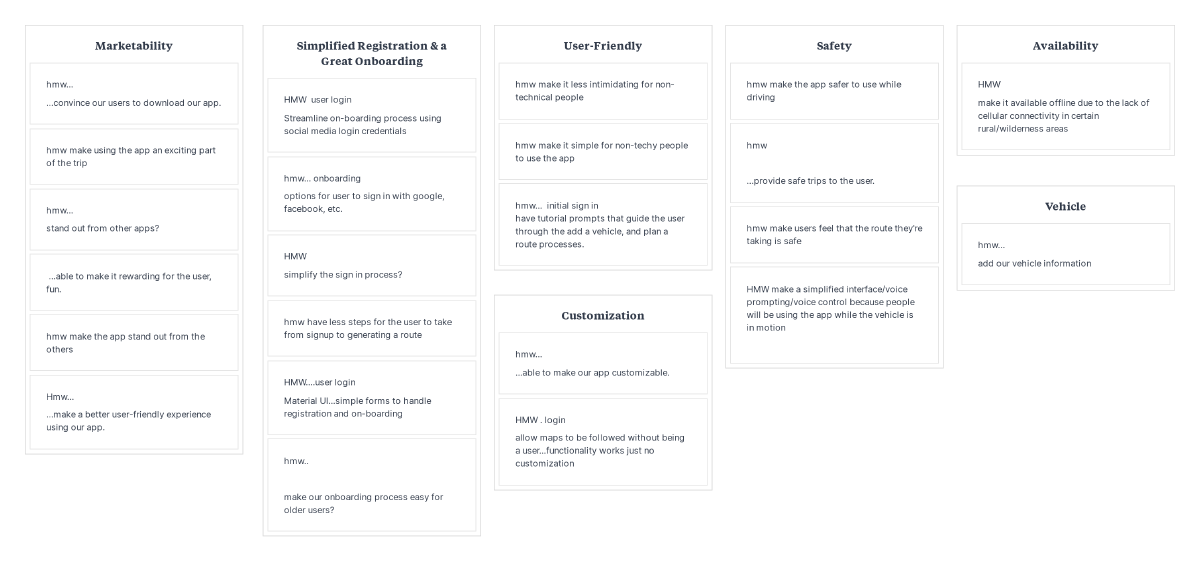 Marketability
hmw...
...convince our users to download our app.
hmw make using the app an exciting part
of the trip
hmw...
stand out from other apps?
...able to make it rewarding for the user,
fun.
hmw make the app stand out from the
others
Hmw...
...make a better user-friendly experience
using our app.
Simplified Registration & a
Great Onboarding
HMW user login
Streamline on-boarding process using
social media login credentials
hmw... onboarding
options for user to sign in with google,
facebook, etc.
HMW
simplify the sign in process?
hmw have less steps for the user to take
from signup to generating a route
HMW....user login
Material UI...simple forms to handle
registration and on-boarding
hmw..
make our onboarding process easy for
older users?
User-Friendly
hmw make it less intimidating for non-
technical people
hmw make it simple for non-techy people
to use the app
hmw... initial sign in
have tutorial prompts that guide the user
through the add a vehicle, and plan a
route processes.
Customization
hmw...
...able to make our app customizable.
HMW . login
allow maps to be followed without being
a user...functionality works just no
customization
Safety
hmw make the app safer to use while
driving
hmw
...provide safe trips to the user.
hmw make users feel that the route they're
taking is safe
HMW make a simplified interface/voice
prompting/voice control because people
will be using the app while the vehicle is
in motion
Availability
HMW
make it available offline due to the lack of
cellular connectivity in certain
rural/wilderness areas
Vehicle
hmw...
add our vehicle information